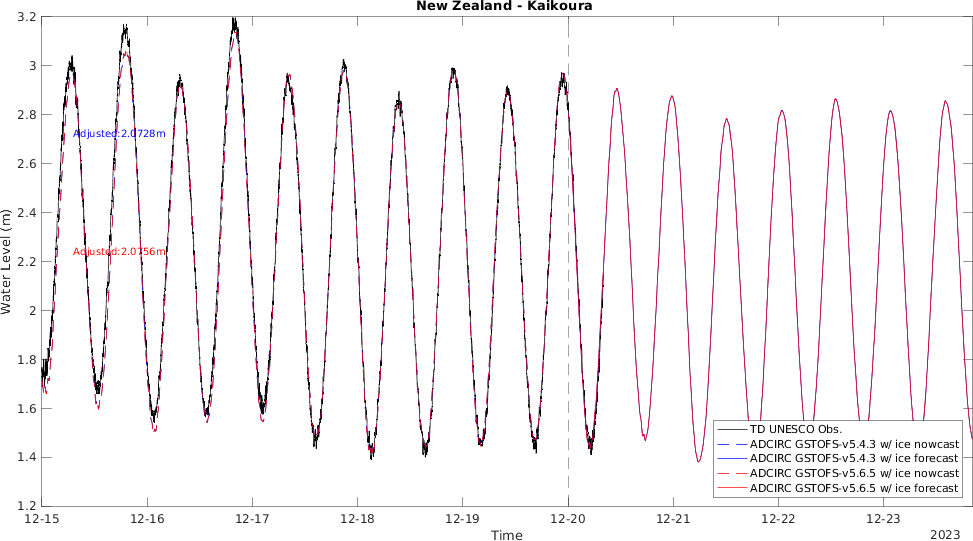 New Zealand - Kaikoura
3.2
3
2.8
2.6
2.4
2.2
2
1.8
1.6
1.4
1.2
Water Level (m)
Adjusted:2.0728m
Adjusted:2.0756m
TD UNESCO Obs.
ADCIRC GSTOFS-v5.4.3 w/ ice nowcast
ADCIRC GSTOFS-v5.4.3 w/ ice forecast
ADCIRC GSTOFS-v5.6.5 w/ ice nowcast
ADCIRC GSTOFS-v5.6.5 w/ ice forecast
12-15 12-16 12-17 12-18 12-19 12-20 12-21 12-22 12-23
Time
2023